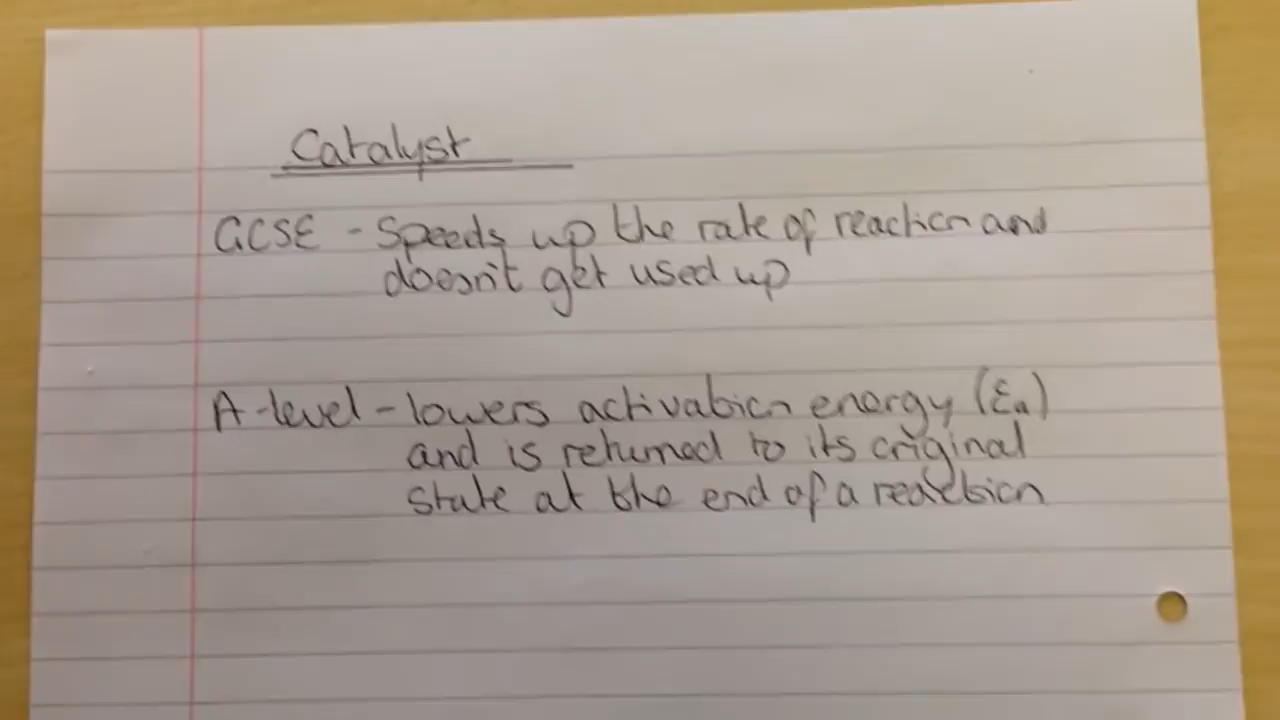 Catalyst
GCSE - Speeds up the rate of reaction and
doesn't get used up
A-level - lowers activation energy (Ea)
and is returned to its original
state at the end of a reaction